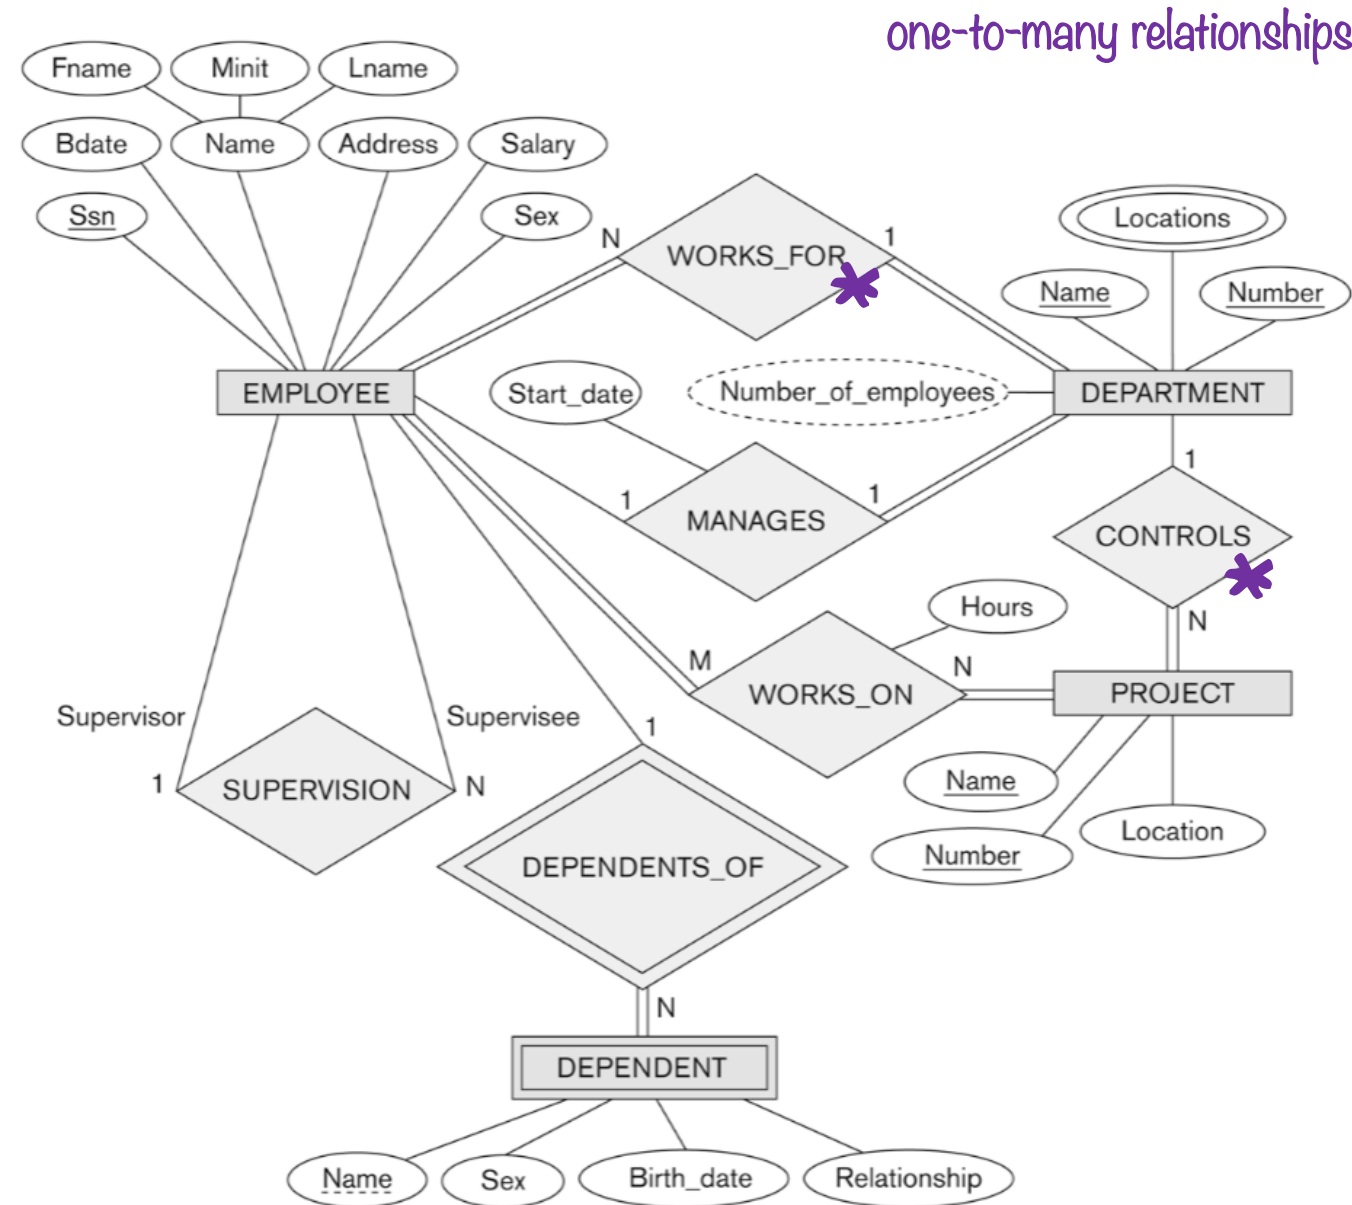 one-to-many relationships
Fname Minit Lname
Bdate Name Address Salary
Ssn Sex
N WORKS_FOR 1
Locations
Name Number
EMPLOYEE Start_date Number_of_employees DEPARTMENT
1 MANAGES 1
1
CONTROLS
N
Hours
M WORKS_ON N
PROJECT
Name
Number
Location
Supervisor Supervisee
1 SUPERVISION N
1
DEPENDENTS_OF
N
DEPENDENT
Name Sex Birth_date Relationship